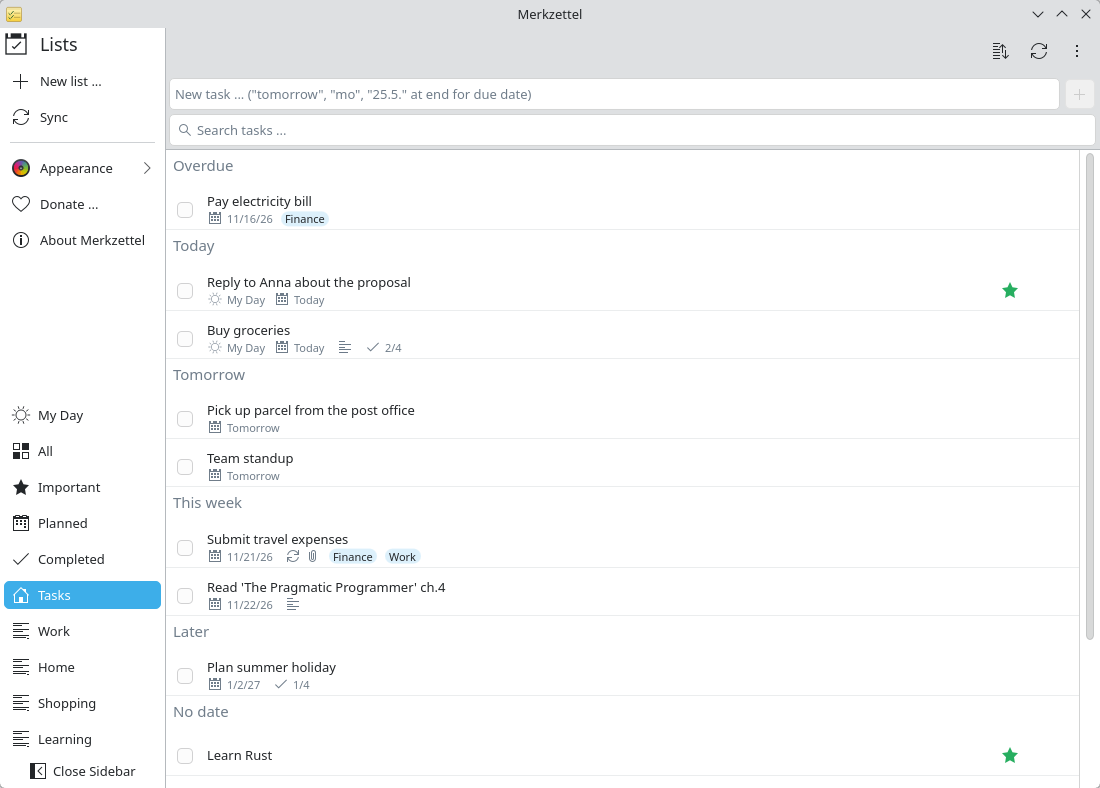 Merkzettel
Lists
New list ...
Sync
Appearance
Donate ...
About Merkzettel
My Day
All
Important
Planned
Completed
Tasks
Work
Home
Shopping
Learning
Close Sidebar
New task ... ("tomorrow", "mo", "25.5." at end for due date)
Search tasks ...
Overdue
Pay electricity bill
11/16/26 Finance
Today
Reply to Anna about the proposal
My Day Today
Buy groceries
My Day Today 2/4
Tomorrow
Pick up parcel from the post office
Tomorrow
Team standup
Tomorrow
This week
Submit travel expenses
11/21/26 Finance Work
Read 'The Pragmatic Programmer' ch.4
11/22/26
Later
Plan summer holiday
1/2/27 1/4
No date
Learn Rust